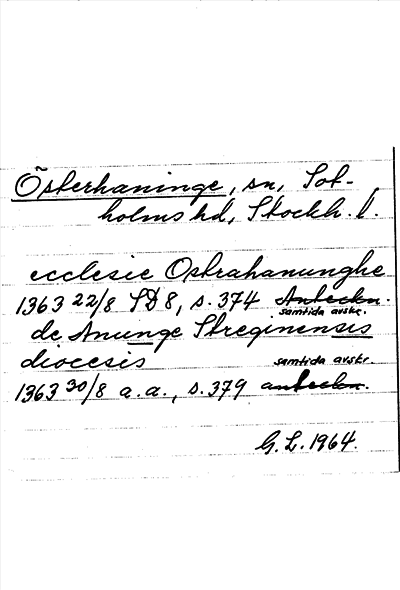 Österhaninge, sn, Sot-
holms hd, Stockh. l.
ecclesie Ostrahanunghe
1363 22/8 SD 8, s. 374 Anteckn.
samtida avskr.
de Anunge Streginensis
diocesis
samtida avskr
1363 30/8 a.a., s. 379 anteckn.
G. L. 1964.